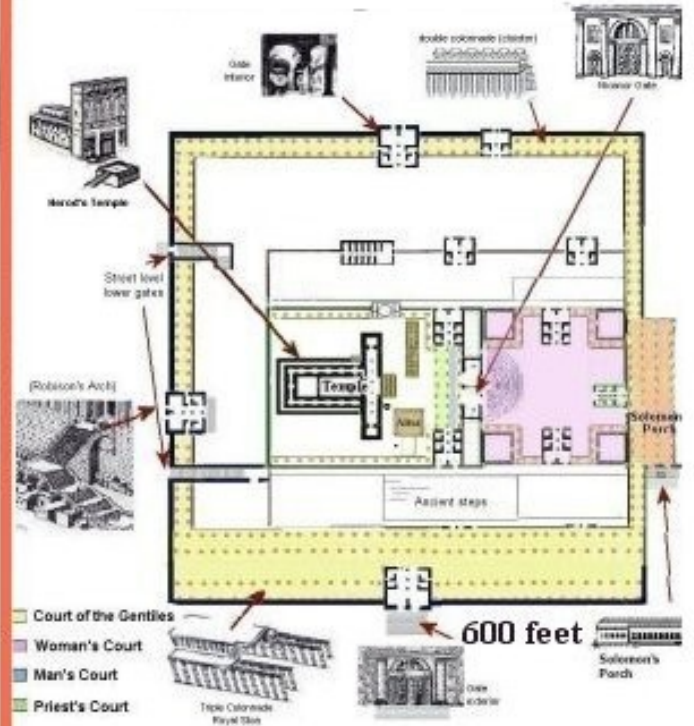 Gate
interior
double colonnade (cloister)
Nicanor Gate
Herod's Temple
Street level
lower gates
(Robison's Arch)
Temple
Altar
Solomon
Porch
Ancient steps
Court of the Gentiles
Woman's Court
Man's Court
Priest's Court
600 feet
Triple Colonnade
Royal Stoa
Gate
exterior
Solomon's
Porch